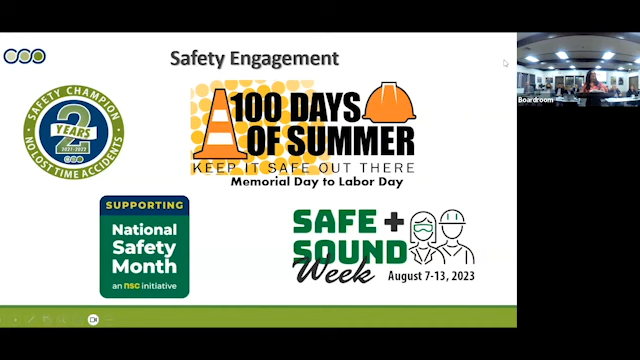 Safety Engagement
SAFETY CHAMPION
2
YEARS
2021-2022
NO LOST TIME ACCIDENTS
100 DAYS
OF SUMMER
KEEP IT SAFE OUT THERE
Memorial Day to Labor Day
SUPPORTING
National
Safety
Month
an nsc initiative
SAFE +
SOUND
Week
August 7-13, 2023
Boardroom